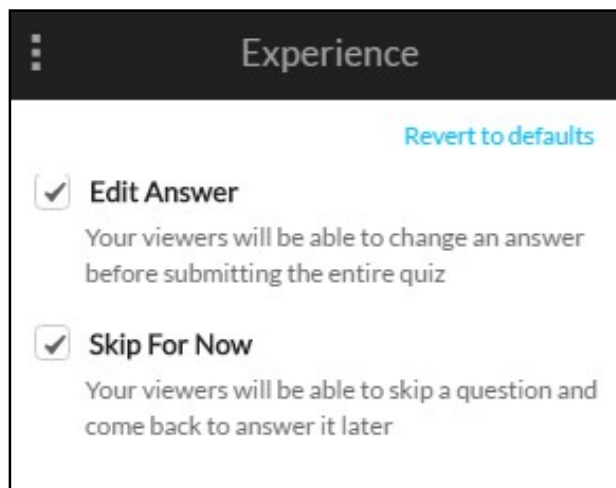 Experience
Revert to defaults
Edit Answer
Your viewers will be able to change an answer
before submitting the entire quiz
Skip For Now
Your viewers will be able to skip a question and
come back to answer it later